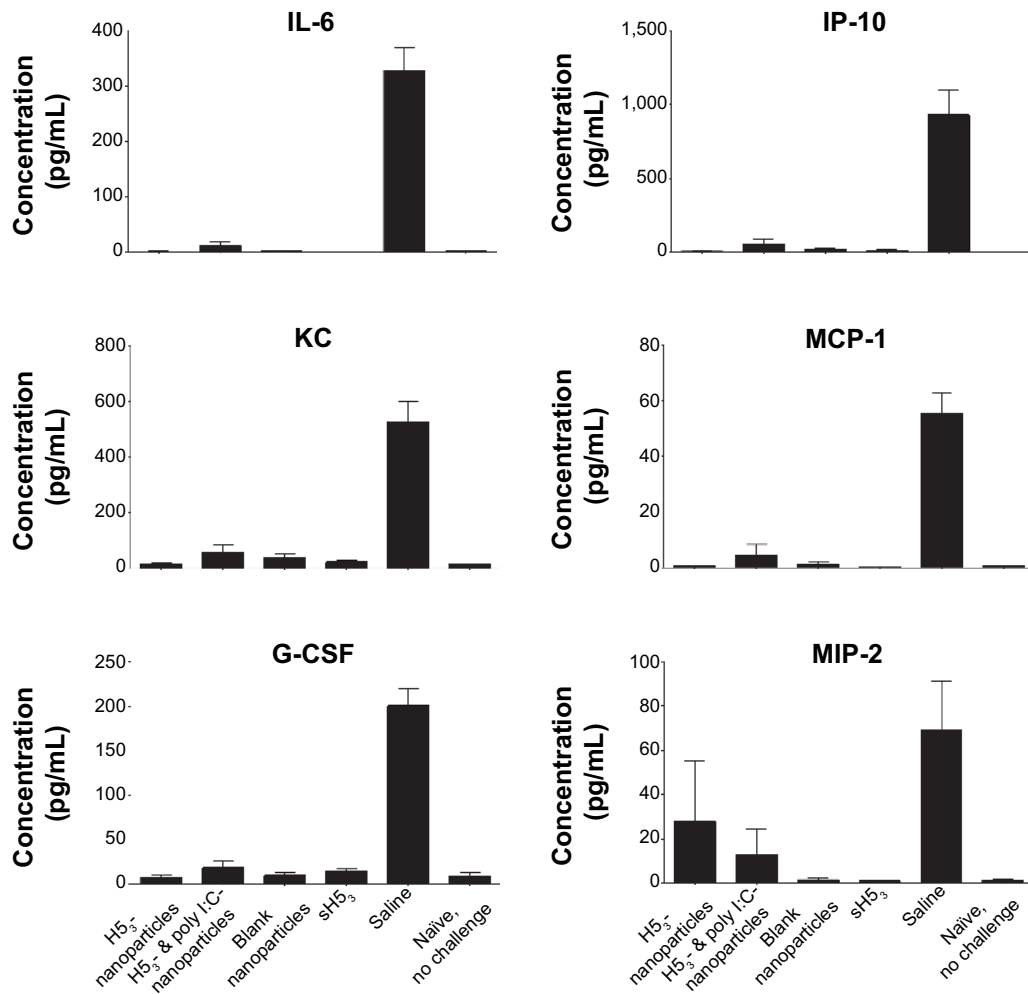 IL-6
Concentration
(pg/mL)
400
300
200
100
0
IP-10
Concentration
(pg/mL)
1,500
1,000
500
0
KC
Concentration
(pg/mL)
800
600
400
200
0
MCP-1
Concentration
(pg/mL)
80
60
40
20
0
G-CSF
Concentration
(pg/mL)
250
200
150
100
50
0
H5₃-
nanoparticles
H5₃- & poly I:C-
nanoparticles
Blank
nanoparticles
sH5₃
Saline
Naïve,
no challenge
MIP-2
Concentration
(pg/mL)
100
80
60
40
20
0
H5₃-
nanoparticles
H5₃- & poly I:C-
nanoparticles
Blank
nanoparticles
sH5₃
Saline
Naïve,
no challenge